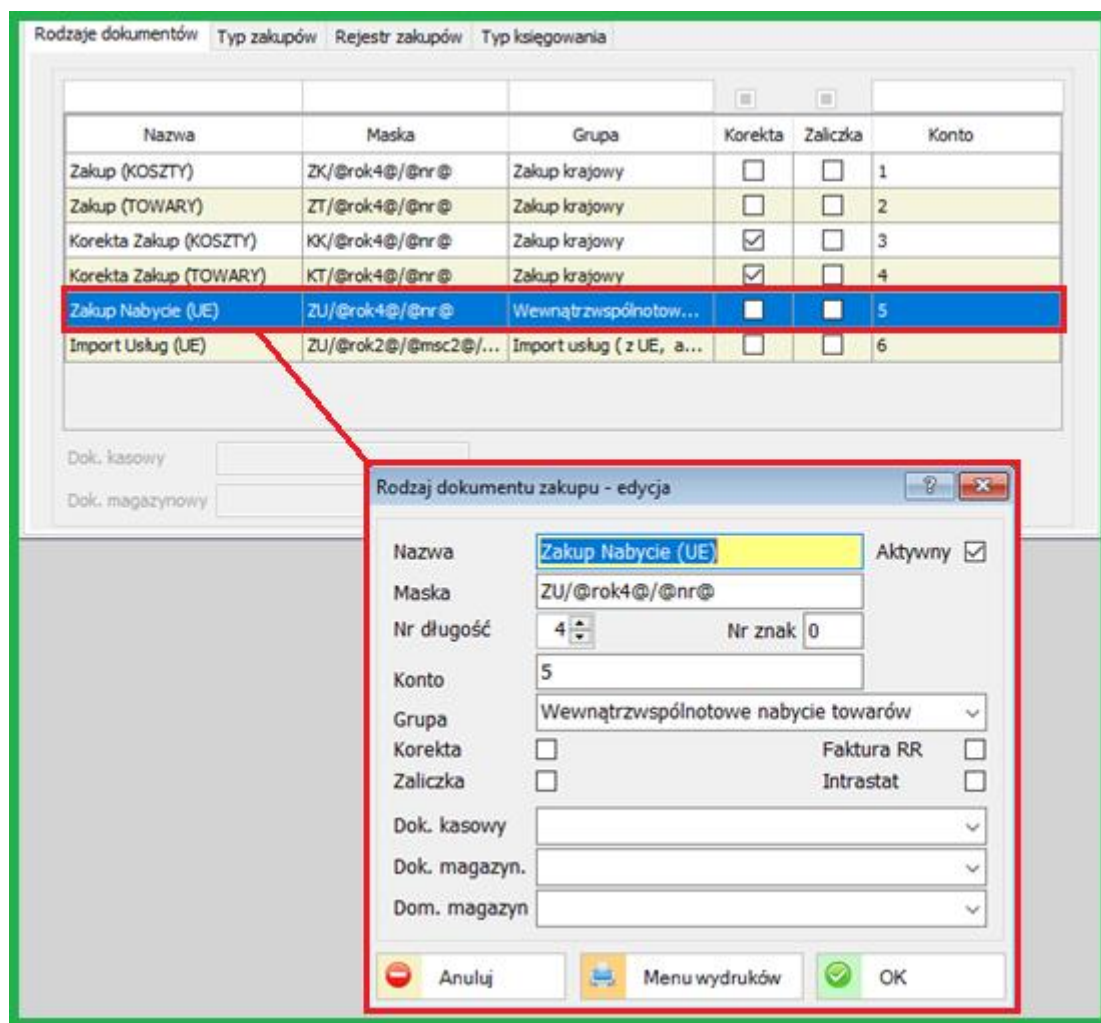 Rodzaje dokumentów Typ zakupów Rejestr zakupów Typ księgowania
Nazwa Maska Grupa Korekta Zaliczka Konto
Zakup (KOSZTY) ZK/@rok4@/@nr@ Zakup krajowy 1
Zakup (TOWARY) ZT/@rok4@/@nr@ Zakup krajowy 2
Korekta Zakup (KOSZTY) KK/@rok4@/@nr@ Zakup krajowy 3
Korekta Zakup (TOWARY) KT/@rok4@/@nr@ Zakup krajowy 4
Zakup Nabycie (UE) ZU/@rok4@/@nr@ Wewnątrzwspólnotow... 5
Import Usług (UE) ZU/@rok2@/@msc2@/... Import usług ( z UE, a... 6
Dok. kasowy
Dok. magazynowy
Rodzaj dokumentu zakupu - edycja
Nazwa Zakup Nabycie (UE) Aktywny
Maska ZU/@rok4@/@nr@
Nr długość 4 Nr znak 0
Konto 5
Grupa Wewnątrzwspólnotowe nabycie towarów
Korekta Faktura RR
Zaliczka Intrastat
Dok. kasowy
Dok. magazyn.
Dom. magazyn
Anuluj Menu wydruków OK